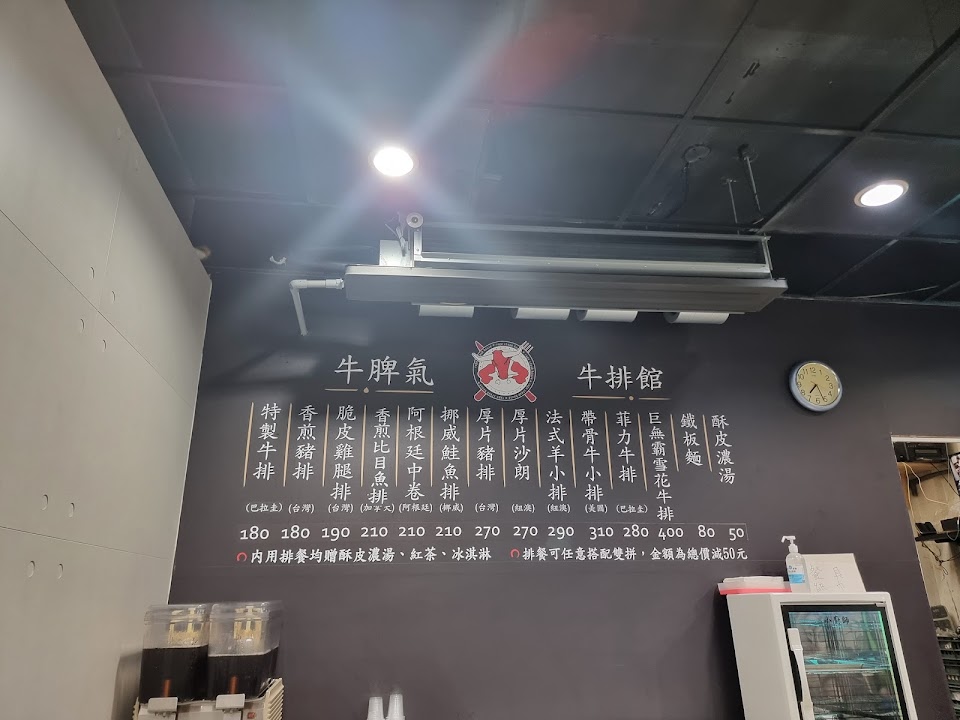 牛脾氣
牛排館
特製牛排
(巴拉圭)
180
香煎豬排
(台灣)
180
脆皮雞腿排
(台灣)
190
香煎比目魚排
(加拿大)
210
阿根廷中卷
(阿根廷)
210
挪威鮭魚排
(挪威)
210
厚片豬排
(台灣)
270
厚片沙朗
(紐澳)
270
法式羊小排
(紐澳)
290
帶骨牛小排
(美國)
310
菲力牛排
(巴拉圭)
280
巨無霸雪花牛排
400
鐵板麵
80
酥皮濃湯
50
內用排餐均贈酥皮濃湯、紅茶、冰淇淋
排餐可任意搭配雙拼，金額為總價減50元